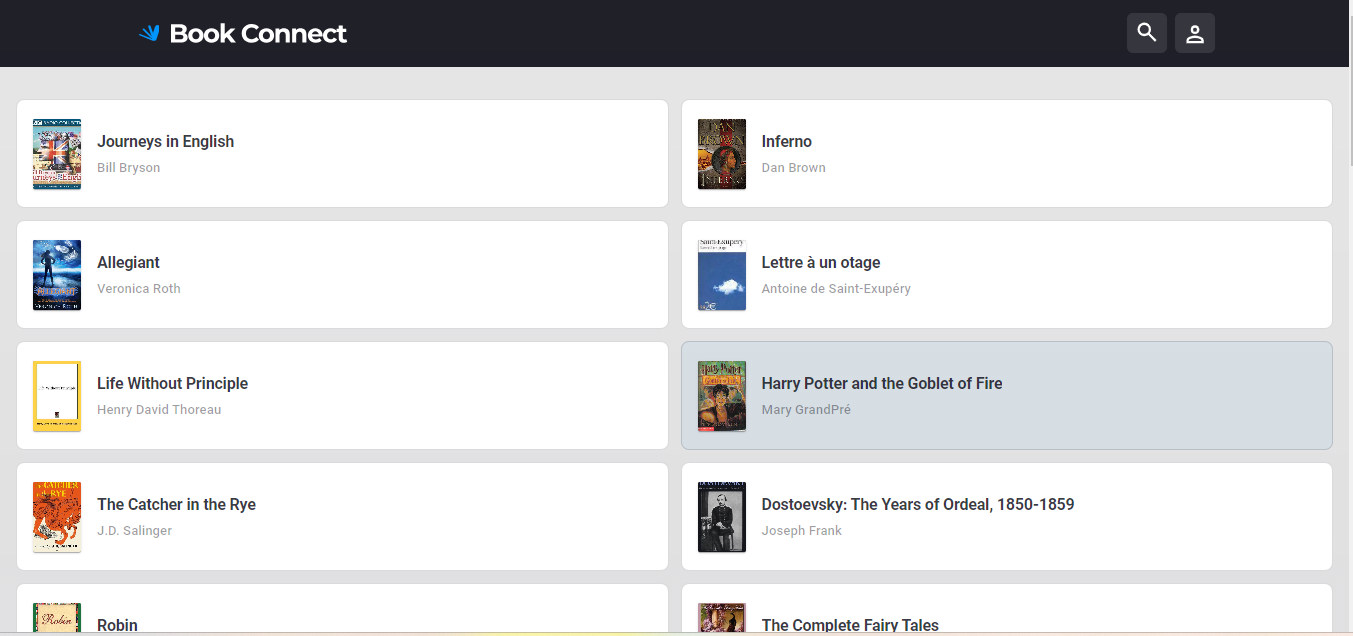 Book Connect
Journeys in English
Bill Bryson
Inferno
Dan Brown
Allegiant
Veronica Roth
Lettre à un otage
Antoine de Saint-Exupéry
Life Without Principle
Henry David Thoreau
Harry Potter and the Goblet of Fire
Mary GrandPré
The Catcher in the Rye
J.D. Salinger
Dostoevsky: The Years of Ordeal, 1850-1859
Joseph Frank
Robin
Robin
The Complete Fairy Tales